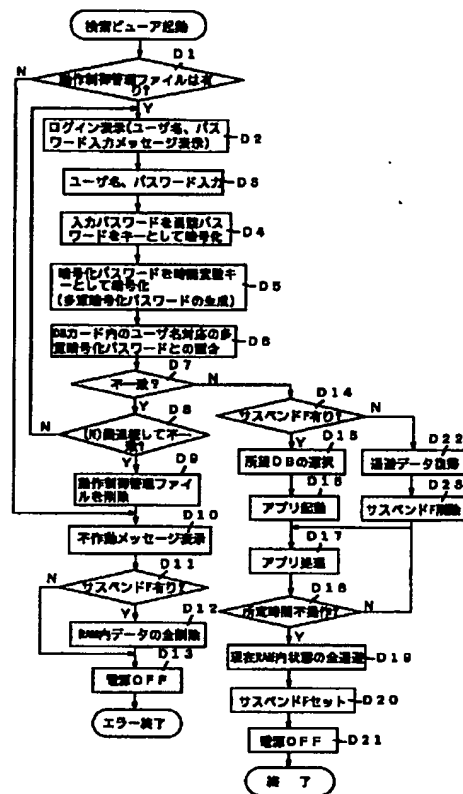 検索ビューア起動
D1
動作制御管理ファイルは有
り?
N
Y
ログイン表示(ユーザ名、パス
ワード入力メッセージ表示)
D2
ユーザ名、パスワード入力
D3
入力パスワードを
ワードをキーとして暗号化
D4
暗号化パスワードを時間変数キ
ーとして暗号化
(多重暗号化パスワードの生成)
D5
DBカード内のユーザ名対応の多
重暗号化パスワードとの照合
D6
D7
不一致?
N
Y
D8
(N)回連続して不一
致?
Y
D9
動作制御管理ファイ
ルを削除
D10
不作動メッセージ表示
D11
サスペンドF有り?
N
Y
D12
RAM内データの全削除
D13
電源OFF
エラー終了
D14
サスペンドF有り?
N
Y
D15
所望DBの選択
D16
アプリ起動
D17
アプリ処理
D18
所定時間不操作?
N
Y
現在RAM内状態の全退避
D19
サスペンドFセット
D20
電源OFF
D21
終 了
D22
退避データ復帰
D23
サスペンドF削除